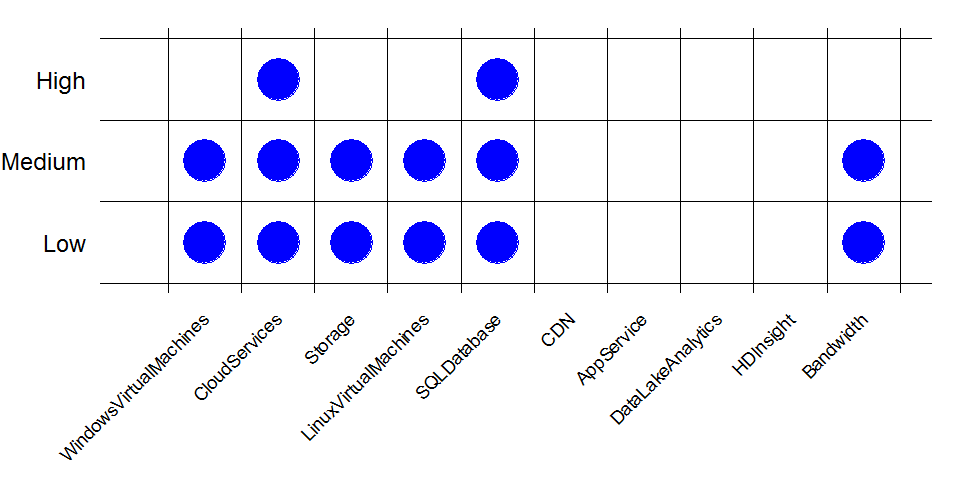 High
Medium
Low
WindowsVirtualMachines
CloudServices
Storage
LinuxVirtualMachines
SQLDatabase
CDN
AppService
DataLakeAnalytics
HDInsight
Bandwidth